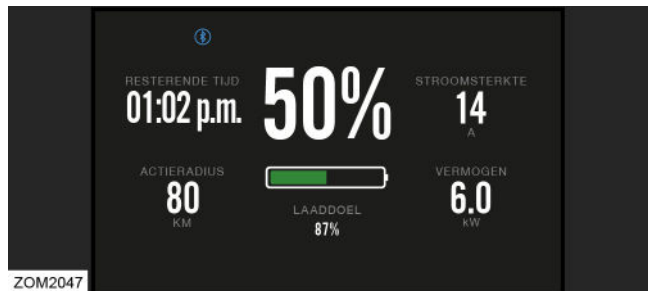 RESTERENDE TIJD
01:02 p.m.
50%
STROOMSTERKTE
14
A
ACTIERADIUS
80
KM
LAADDOEL
87%
VERMOGEN
6.0
kW
ZOM2047